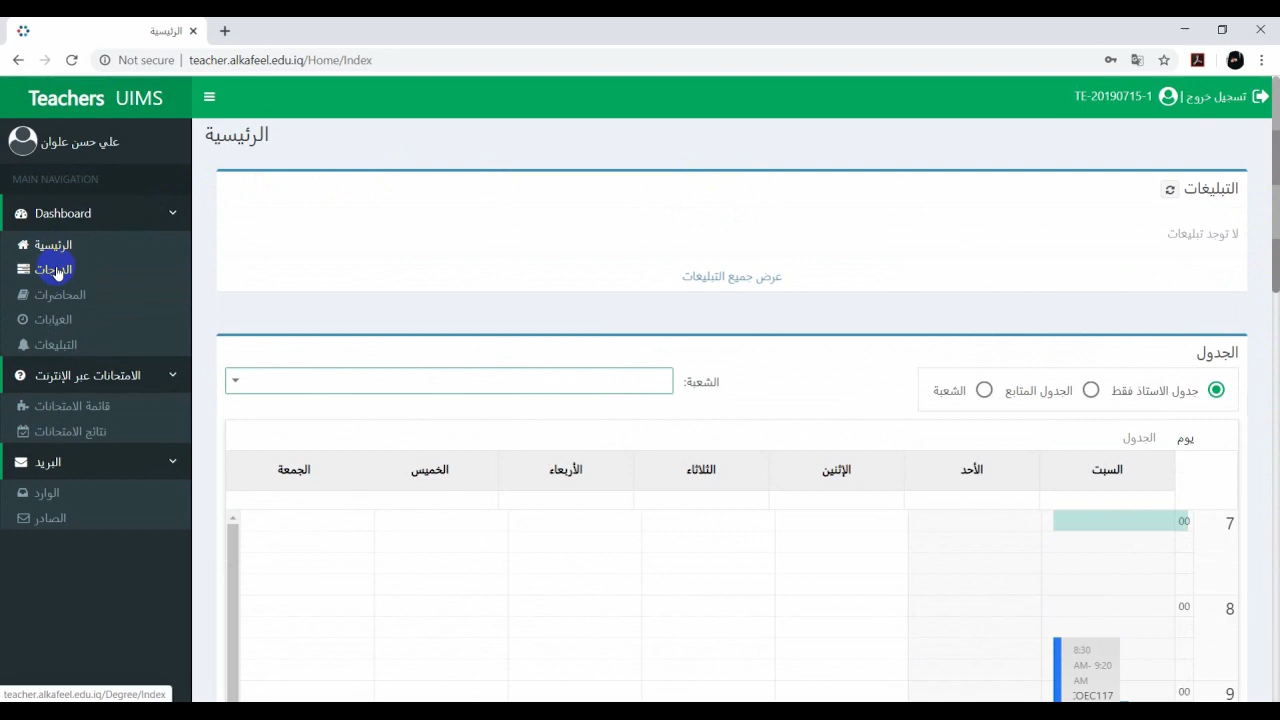 الرئيسية
Not secure | teacher.alkafeel.edu.iq/Home/Index
Teachers UIMS
تسجيل خروج | TE-20190715-1
علي حسن علوان
MAIN NAVIGATION
Dashboard
الرئيسية
الدرجات
المحاضرات
الغيابات
التبليغات
الامتحانات عبر الإنترنت
قائمة الامتحانات
نتائج الامتحانات
البريد
الوارد
الصادر
الرئيسية
التبليغات
لا توجد تبليغات
عرض جميع التبليغات
الجدول
جدول الاستاذ فقط الجدول المتابع الشعبة
الشعبة:
يوم الجدول
السبت الأحد الإثنين الثلاثاء الأربعاء الخميس الجمعة
7 00
8 00
8:30
AM- 9:20
AM
9 00
teacher.alkafeel.edu.iq/Degree/Index